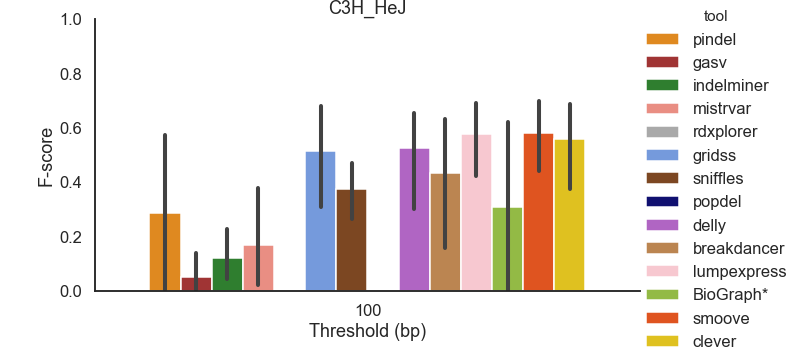 C3H_HeJ
1.0
0.8
0.6
0.4
0.2
0.0
F-score
100
Threshold (bp)
tool
pindel
gasv
indelminer
mistrvar
rdxplorer
gridss
sniffles
popdel
delly
breakdancer
lumpexpress
BioGraph*
smoove
clever